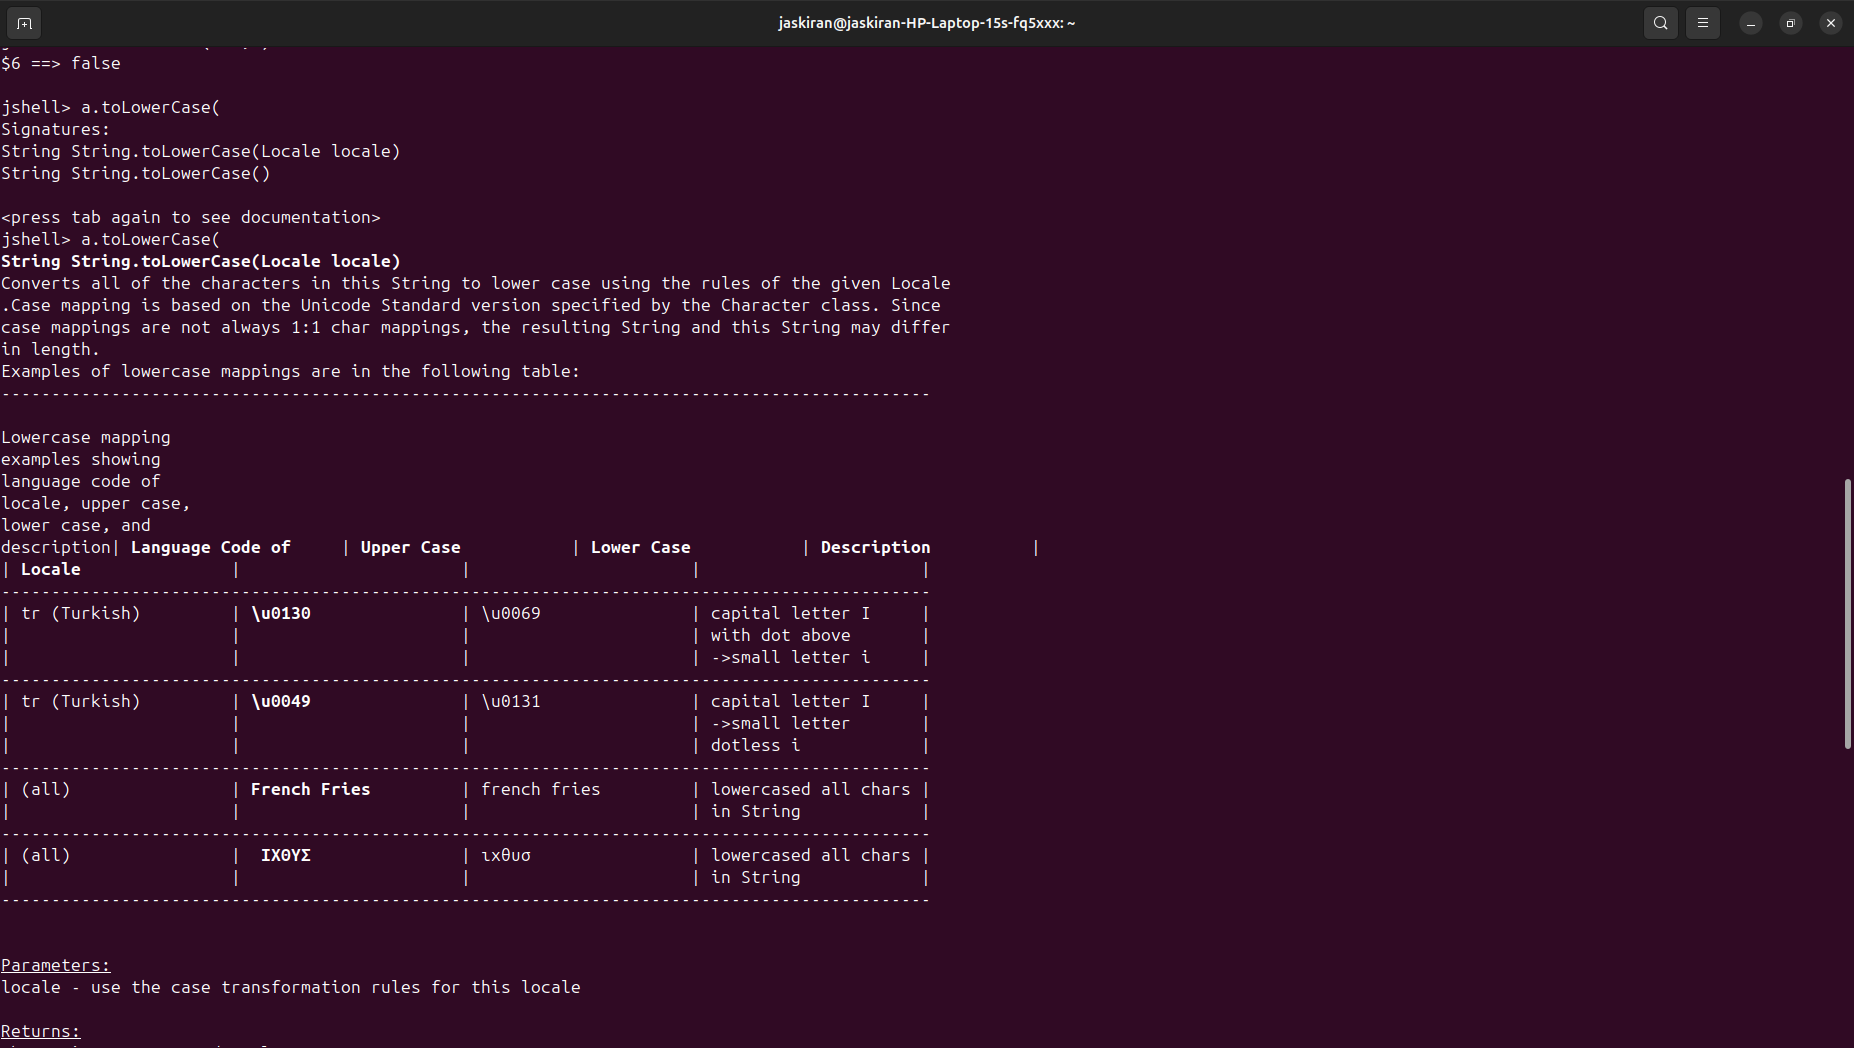 jaskiran@jaskiran-HP-Laptop-15s-fq5xxx: ~
$6 ==> false
jshell> a.toLowerCase(
Signatures:
String String.toLowerCase(Locale locale)
String String.toLowerCase()
<press tab again to see documentation>
jshell> a.toLowerCase(
String String.toLowerCase(Locale locale)
Converts all of the characters in this String to lower case using the rules of the given Locale
.Case mapping is based on the Unicode Standard version specified by the Character class. Since
case mappings are not always 1:1 char mappings, the resulting String and this String may differ
in length.
Examples of lowercase mappings are in the following table:
---------------------------------------------------------------------------------------------
Lowercase mapping
examples showing
language code of
locale, upper case,
lower case, and
description| Language Code of     | Upper Case           | Lower Case           | Description          |
| Locale               |                      |                      |                      |
---------------------------------------------------------------------------------------------
| tr (Turkish)         | \u0130               | \u0069               | capital letter I     |
|                      |                      |                      | with dot above       |
|                      |                      |                      | ->small letter i     |
---------------------------------------------------------------------------------------------
| tr (Turkish)         | \u0049               | \u0131               | capital letter I     |
|                      |                      |                      | ->small letter       |
|                      |                      |                      | dotless i            |
---------------------------------------------------------------------------------------------
| (all)                | French Fries         | french fries         | lowercased all chars |
|                      |                      |                      | in String            |
---------------------------------------------------------------------------------------------
| (all)                |  ΙΧΘΥΣ               | ιχθυσ                | lowercased all chars |
|                      |                      |                      | in String            |
---------------------------------------------------------------------------------------------
Parameters:
locale - use the case transformation rules for this locale
Returns: